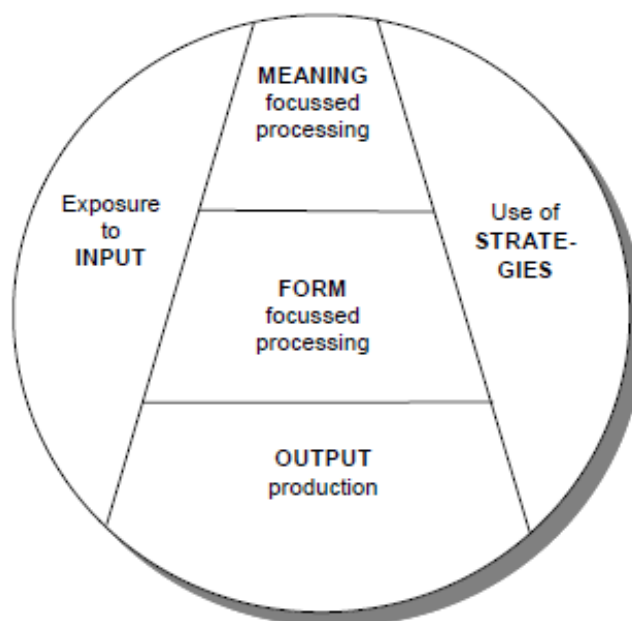 MEANING
focussed
processing
Exposure
to
INPUT
Use of
STRATE-
GIES
FORM
focussed
processing
OUTPUT
production